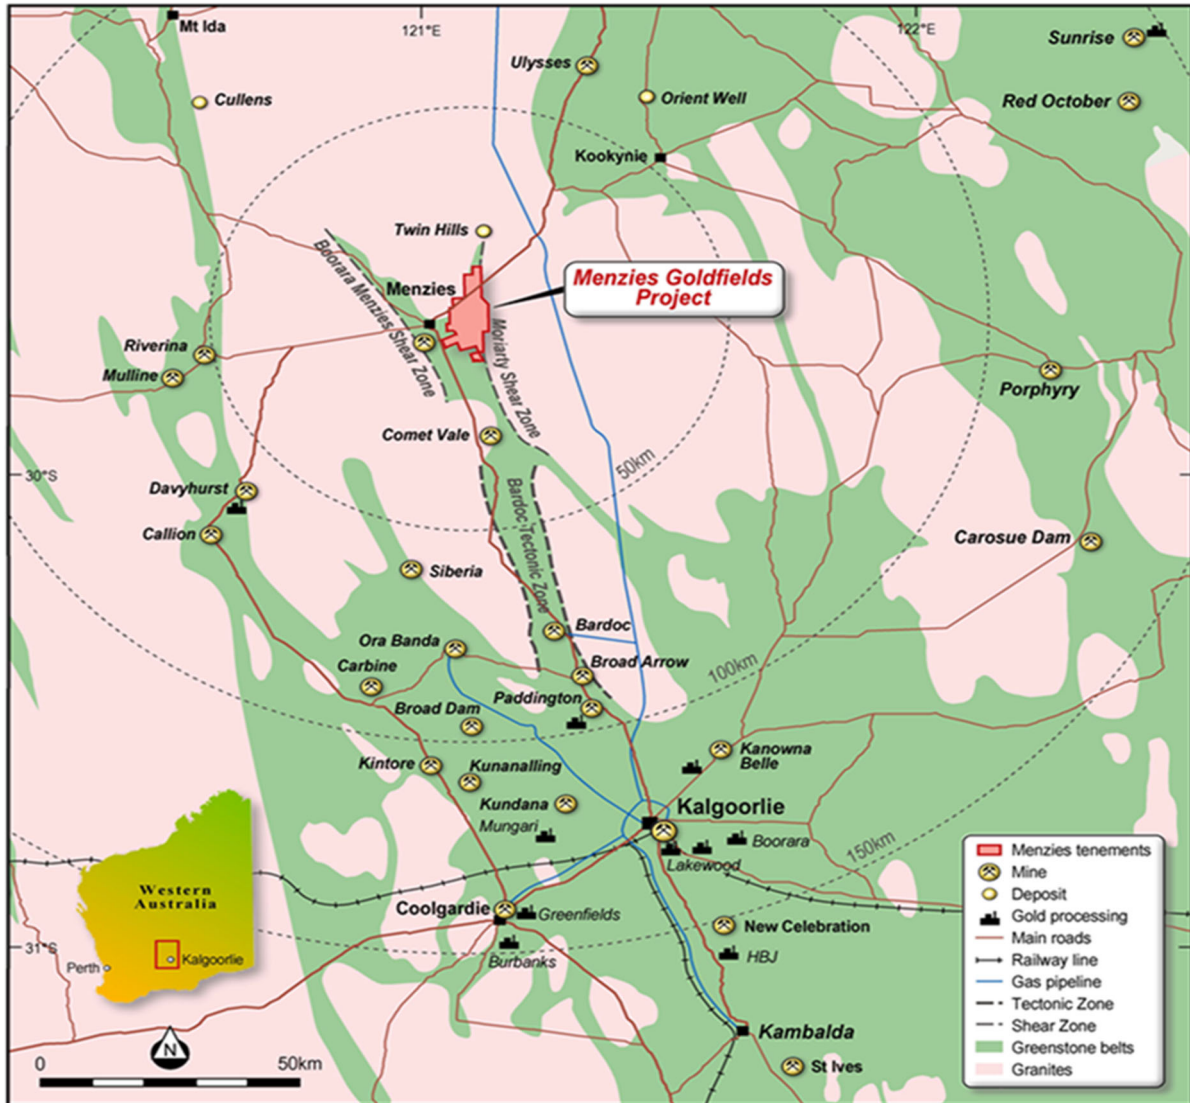 Mt Ida
121°E
122°E
Sunrise
Ulysses
Cullens
Orient Well
Red October
Kookynie
Twin Hills
Boorara Menzies Shear Zone
Menzies
Menzies Goldfields
Project
Moriarty Shear Zone
Riverina
Mulline
Porphyry
Comet Vale
50km
30°S
Davyhurst
Bardoc Tectonic Zone
Callion
Carosue Dam
Siberia
Bardoc
Ora Banda
Broad Arrow
Carbine
100km
Paddington
Broad Dam
Kanowna
Belle
Kintore
Kunanalling
Kundana
Kalgoorlie
Mungari
Boorara
150km
Lakewood
Coolgardie
Greenfields
New Celebration
Burbanks
HBJ
31°S
Kambalda
St Ives
Western
Australia
Perth
Kalgoorlie
N
0
50km
Menzies tenements
Mine
Deposit
Gold processing
Main roads
Railway line
Gas pipeline
Tectonic Zone
Shear Zone
Greenstone belts
Granites